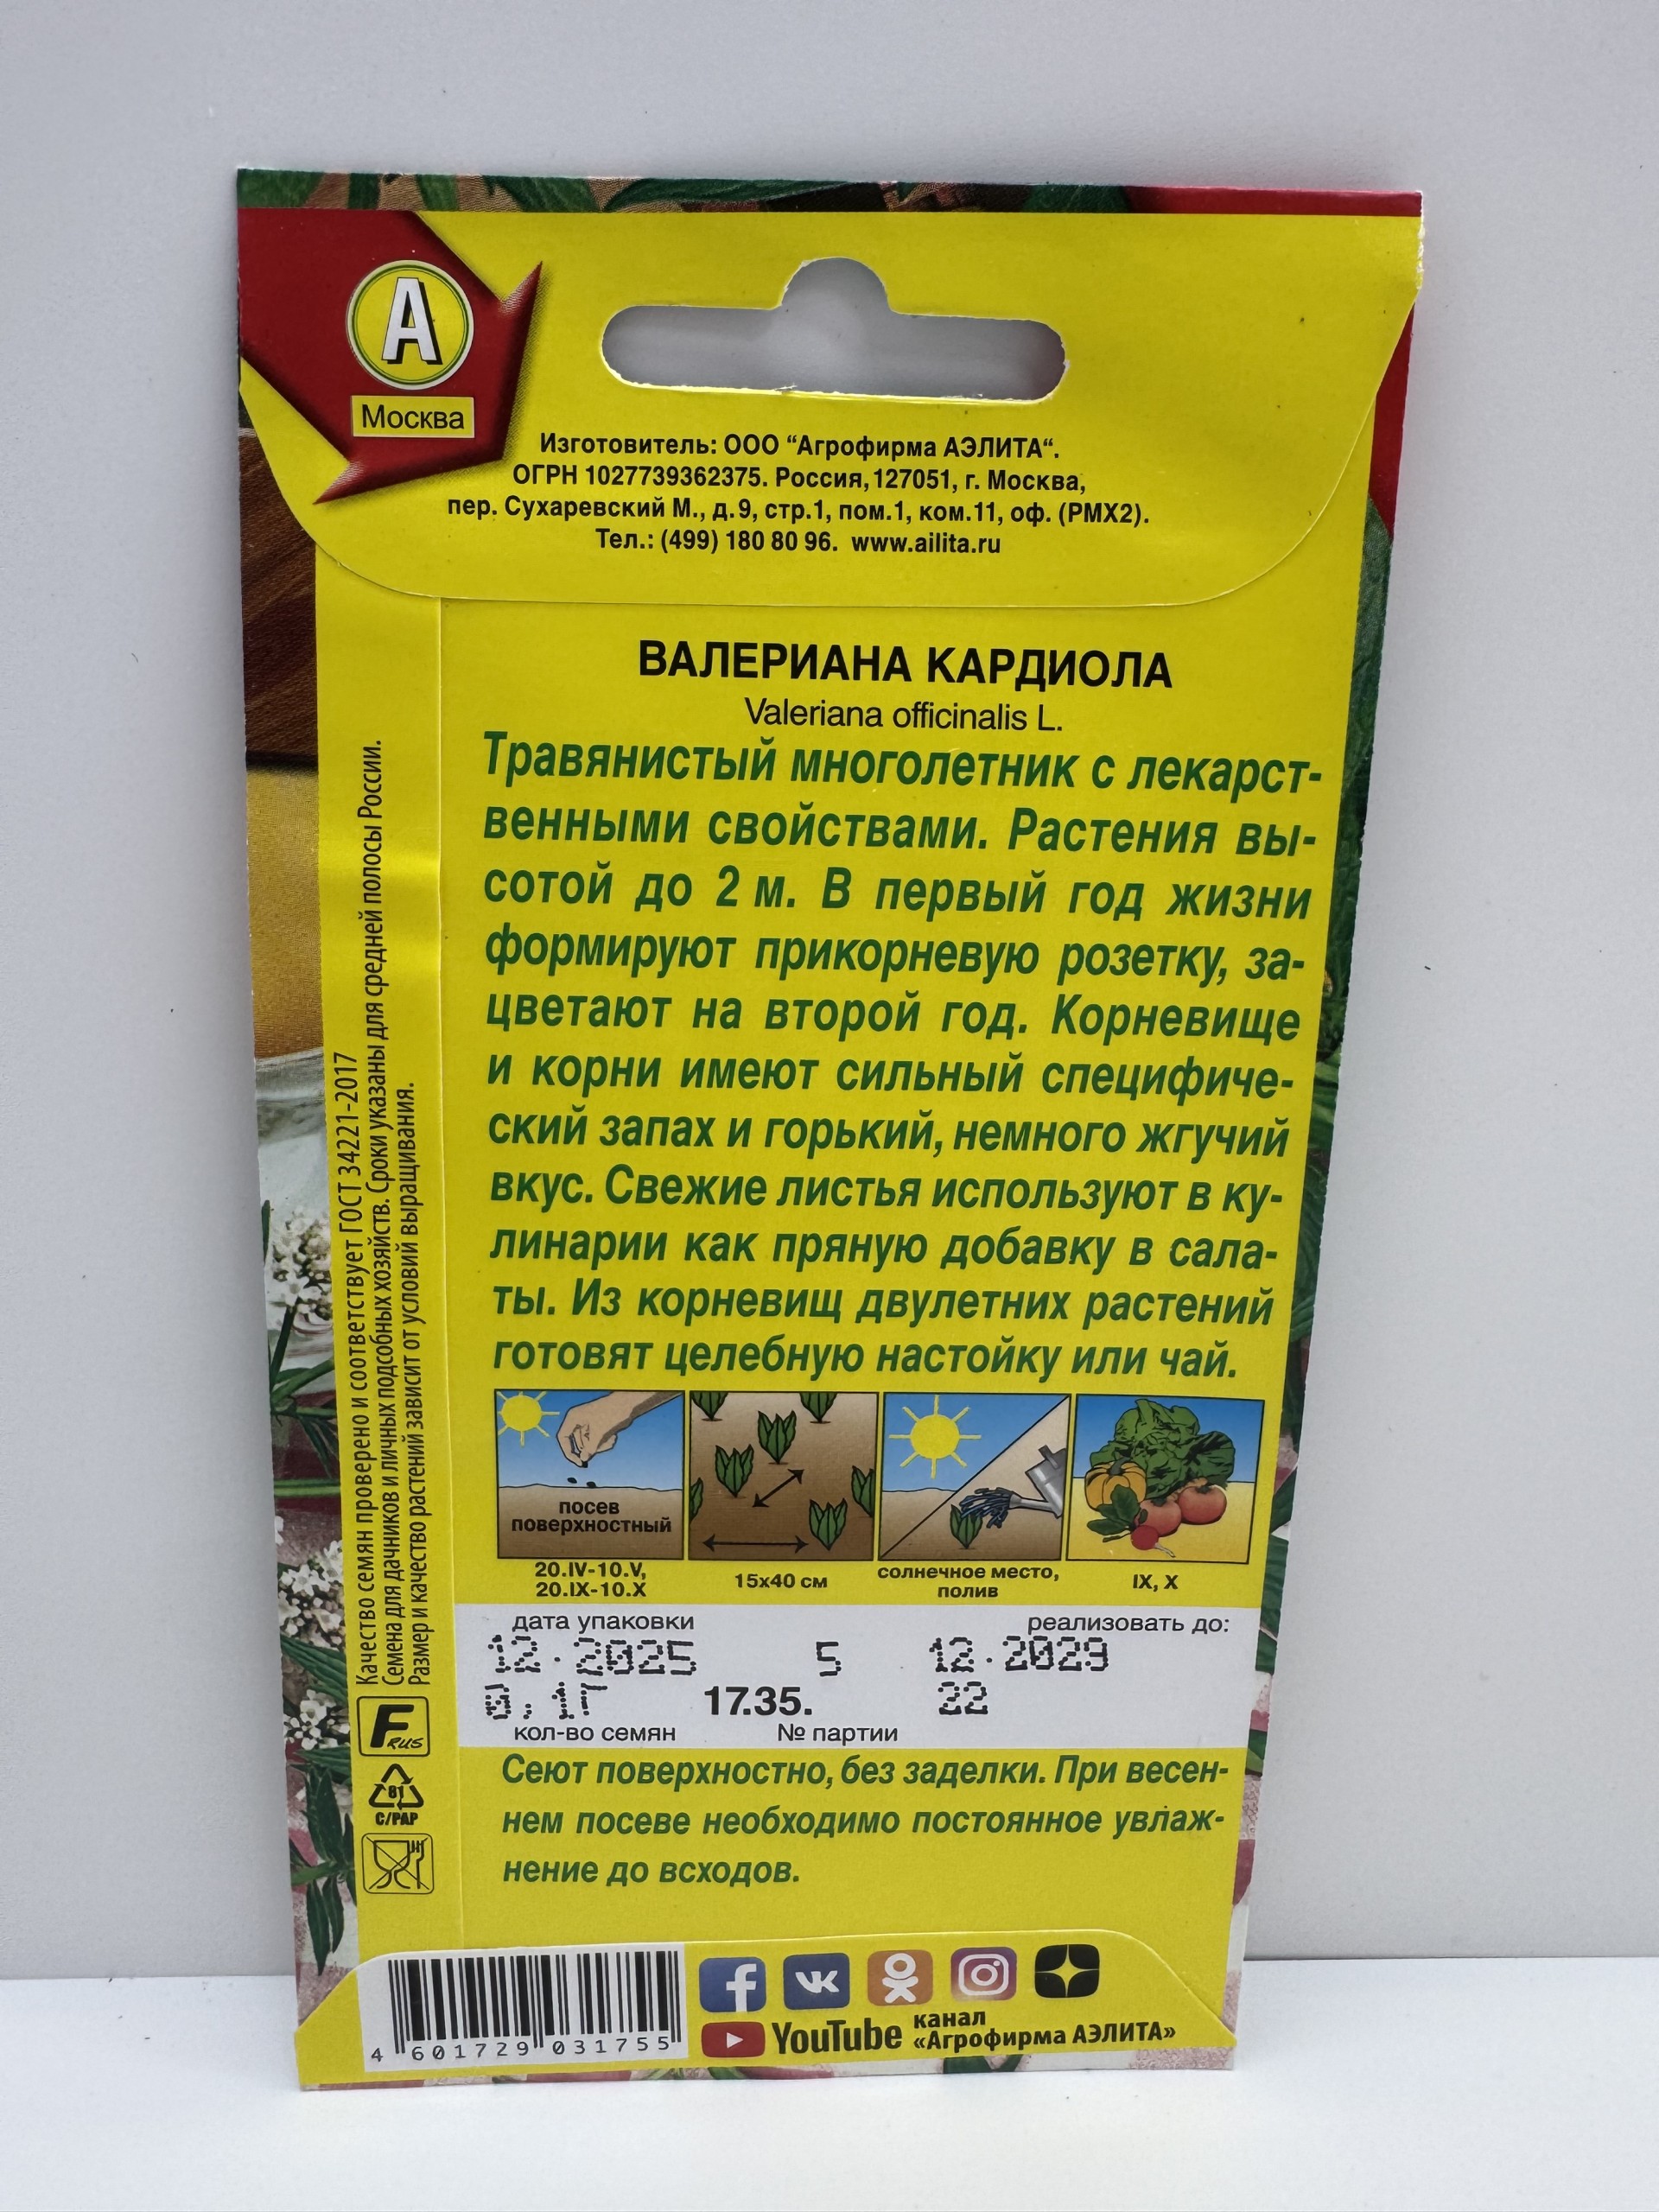 А
Москва
Изготовитель: ООО “Агрофирма АЭЛИТА“.
ОГРН 1027739362375. Россия, 127051, г. Москва,
пер. Сухаревский М., д.9, стр.1, пом.1, ком.11, оф. (РМХ2).
Тел.: (499) 180 80 96. www.ailita.ru
ВАЛЕРИАНА КАРДИОЛА
Valeriana officinalis L.
Травянистый многолетник с лекарст-
венными свойствами. Растения вы-
сотой до 2 м. В первый год жизни
формируют прикорневую розетку, за-
цветают на второй год. Корневище
и корни имеют сильный специфиче-
ский запах и горький, немного жгучий
вкус. Свежие листья используют в ку-
линарии как пряную добавку в сала-
ты. Из корневищ двулетних растений
готовят целебную настойку или чай.
посев
поверхностный
20.IV-10.V,
20.IX-10.X
15х40 см
солнечное место,
полив
IX, X
дата упаковки реализовать до:
12.2025 5 12.2029
0,1Г 17.35. 22
кол-во семян № партии
Сеют поверхностно, без заделки. При весен-
нем посеве необходимо постоянное увлаж-
нение до всходов.
Качество семян проверено и соответствует ГОСТ 34221-2017
Семена для дачников и личных подсобных хозяйств. Сроки указаны для средней полосы России.
Размер и качество растений зависит от условий выращивания.
F RUS
81
C/PAP
4 601729 031755
YouTube канал
«Агрофирма АЭЛИТА»